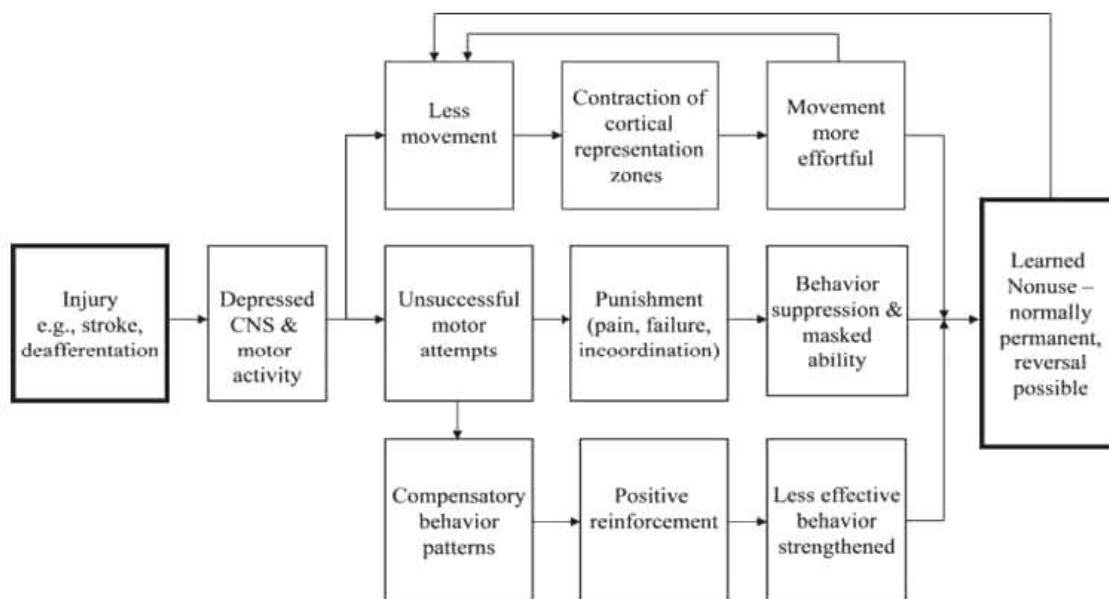 Less
movement
Contraction of
cortical
representation
zones
Movement
more
effortful
Injury
e.g., stroke,
deafferentation
Depressed
CNS &
motor
activity
Unsuccessful
motor
attempts
Punishment
(pain, failure,
incoordination)
Behavior
suppression &
masked
ability
Learned
Nonuse –
normally
permanent,
reversal
possible
Compensatory
behavior
patterns
Positive
reinforcement
Less effective
behavior
strengthened